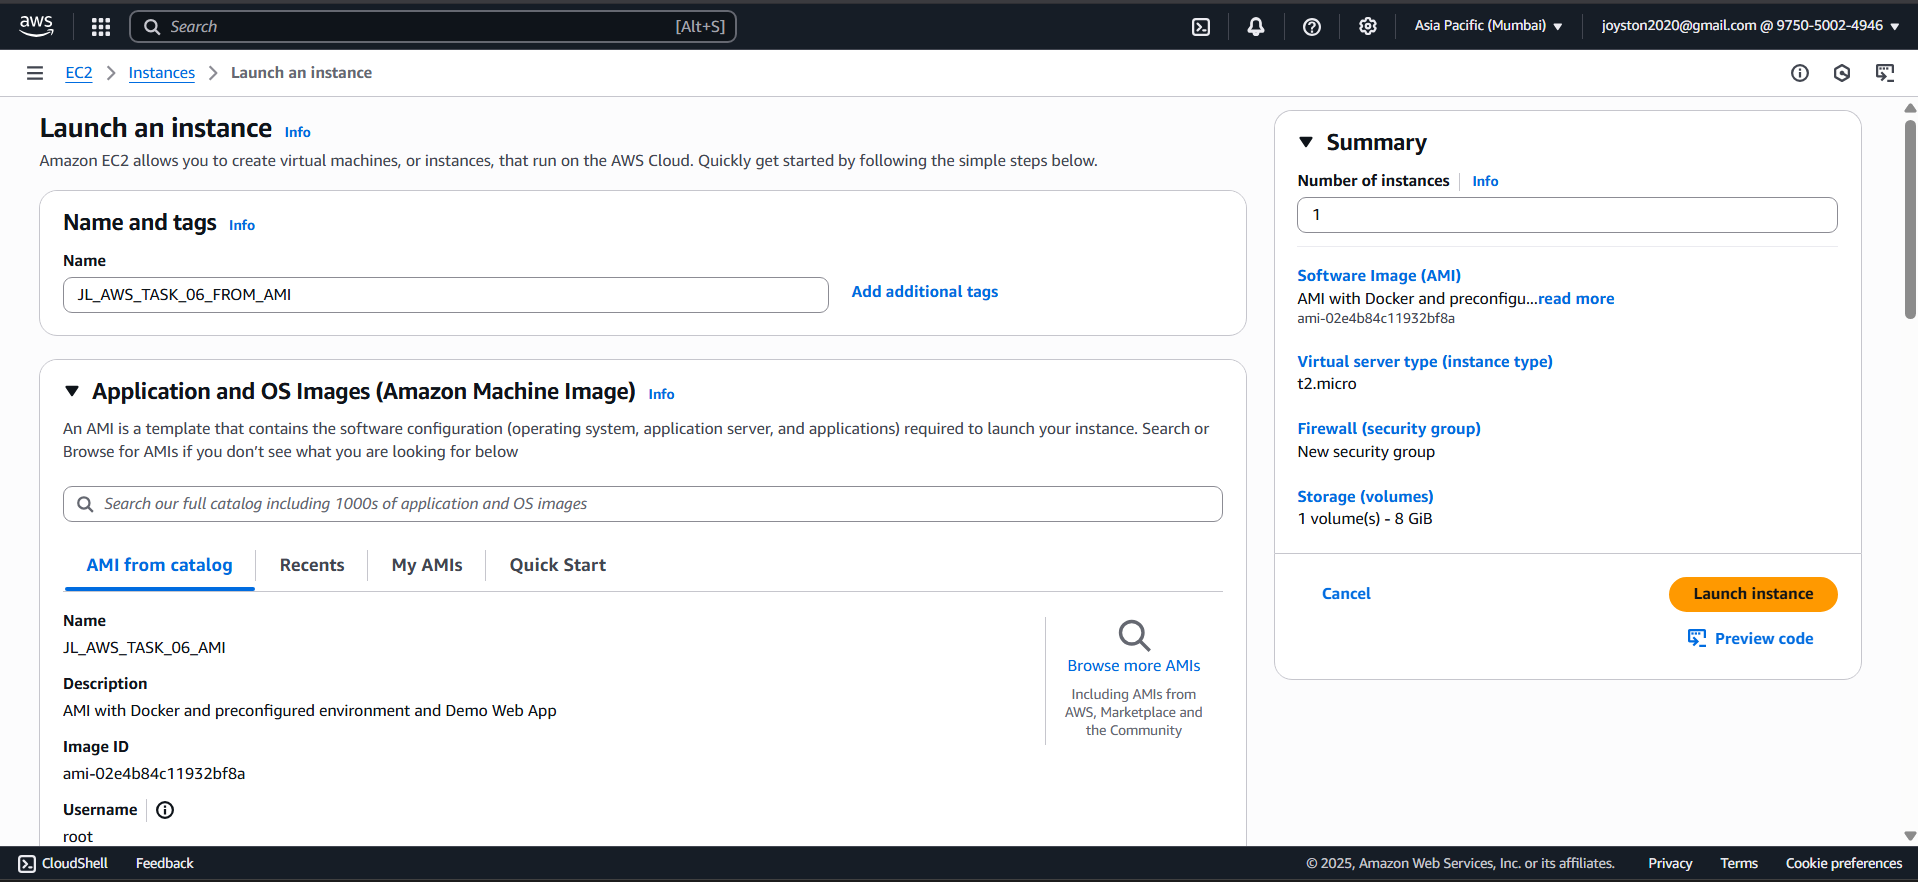 aws
Search [Alt+S]
Asia Pacific (Mumbai)
joyston2020@gmail.com @ 9750-5002-4946
EC2
Instances
Launch an instance
Launch an instance
Info
Amazon EC2 allows you to create virtual machines, or instances, that run on the AWS Cloud. Quickly get started by following the simple steps below.
Name and tags
Info
Name
JL_AWS_TASK_06_FROM_AMI
Add additional tags
Application and OS Images (Amazon Machine Image)
Info
An AMI is a template that contains the software configuration (operating system, application server, and applications) required to launch your instance. Search or
Browse for AMIs if you don’t see what you are looking for below
Search our full catalog including 1000s of application and OS images
AMI from catalog
Recents
My AMIs
Quick Start
Name
JL_AWS_TASK_06_AMI
Description
AMI with Docker and preconfigured environment and Demo Web App
Image ID
ami-02e4b84c11932bf8a
Username
root
Browse more AMIs
Including AMIs from
AWS, Marketplace and
the Community
Summary
Number of instances
Info
1
Software Image (AMI)
AMI with Docker and preconfigu...read more
ami-02e4b84c11932bf8a
Virtual server type (instance type)
t2.micro
Firewall (security group)
New security group
Storage (volumes)
1 volume(s) - 8 GiB
Cancel
Launch instance
Preview code
CloudShell
Feedback
© 2025, Amazon Web Services, Inc. or its affiliates.
Privacy
Terms
Cookie preferences